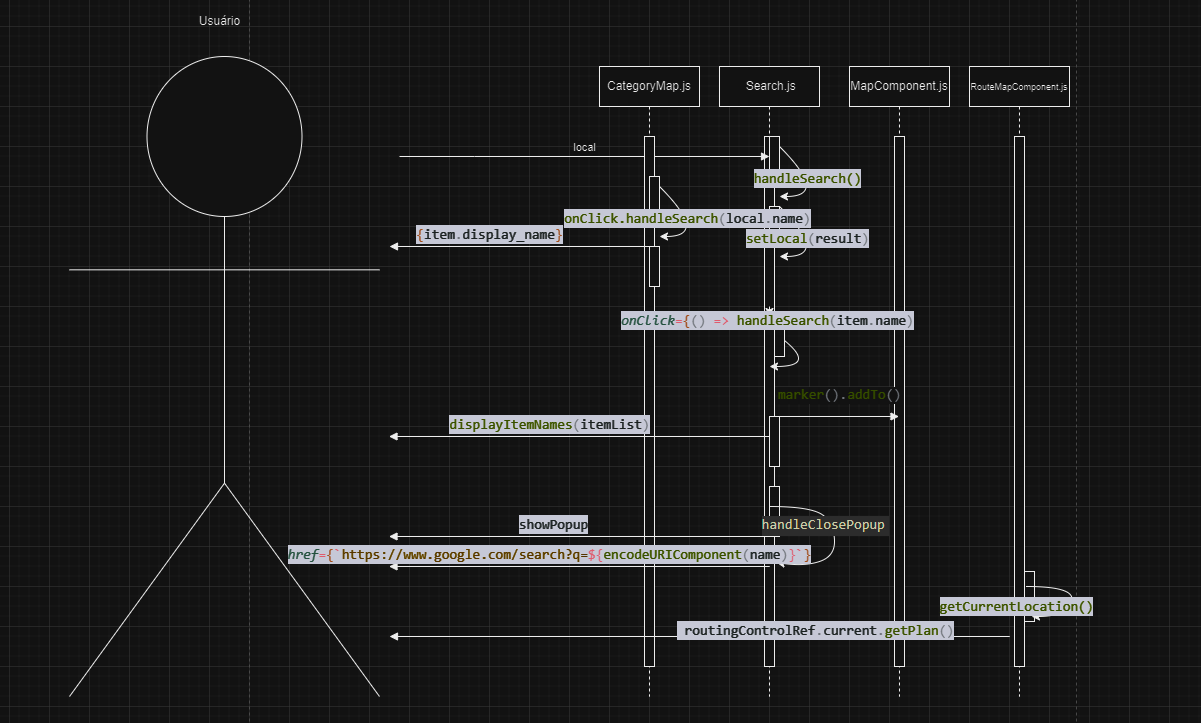 Usuário
CategoryMap.js
Search.js
MapComponent.js
RouteMapComponent.js
local
handleSearch()
onClick.handleSearch(local.name)
{item.display_name}
setLocal(result)
onClick={() => handleSearch(item.name)
marker().addTo()
displayItemNames(itemList)
showPopup
handleClosePopup
href={`https://www.google.com/search?q=${encodeURIComponent(name)}`}
getCurrentLocation()
routingControlRef.current.getPlan()